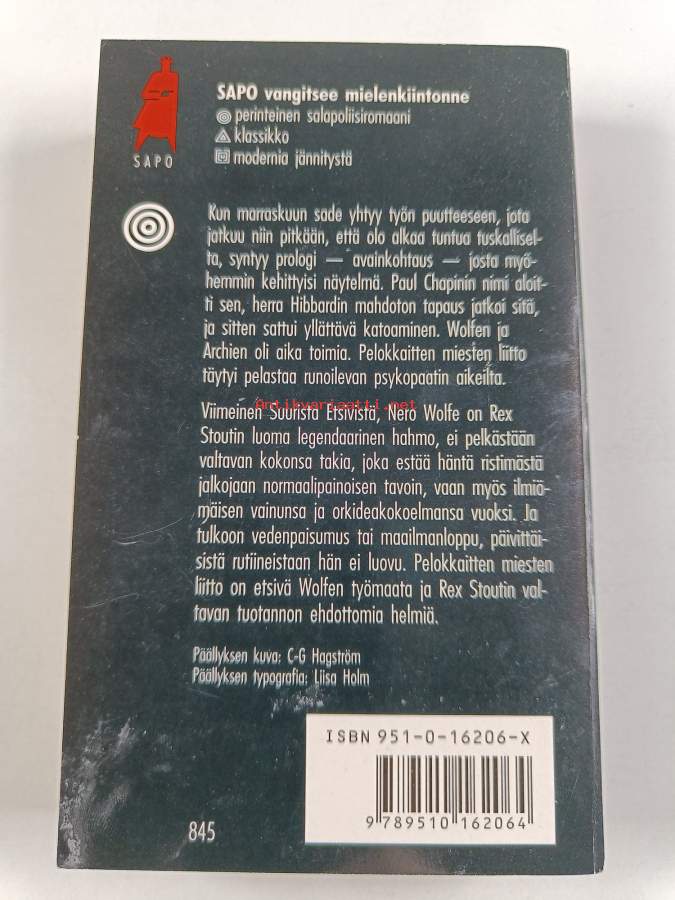 SAPO vangitsee mielenkiintonne
perinteinen salapoliisiromaani
klassikko
modernia jännitystä
SAPO
Kun marraskuun sade yhtyy työn puutteeseen, jota
jatkuu niin pitkään, että olo alkaa tuntua tuskallisel-
ta, syntyy prologi — avainkohtaus — josta myö-
hemmin kehittyisi näytelmä. Paul Chapinin nimi aloit-
ti sen, herra Hibbardin mahdoton tapaus jatkoi sitä,
ja sitten sattui yllättävä katoaminen. Wolfen ja
Archien oli aika toimia. Pelokkaitten miesten liitto
täytyi pelastaa runoilevan psykopaatin aikeilta.
Antikvariaatti.net
Viimeinen Suurista Etsivistä, Nero Wolfe on Rex
Stoutin luoma legendaarinen hahmo, ei pelkästään
valtavan kokonsa takia, joka estää häntä ristimästä
jalkojaan normaalipainoisen tavoin, vaan myös ilmiö-
mäisen vainunsa ja orkideakokoelmansa vuoksi. Ja
tulkoon vedenpaisumus tai maailmanloppu, päivittäi-
sistä rutiineistaan hän ei luovu. Pelokkaitten miesten
liitto on etsivä Wolfen työmaata ja Rex Stoutin val-
tavan tuotannon ehdottomia helmiä.
Päällyksen kuva: C-G Hagström
Päällyksen typografia: Liisa Holm
ISBN 951-0-16206-X
9 789510 162064
845